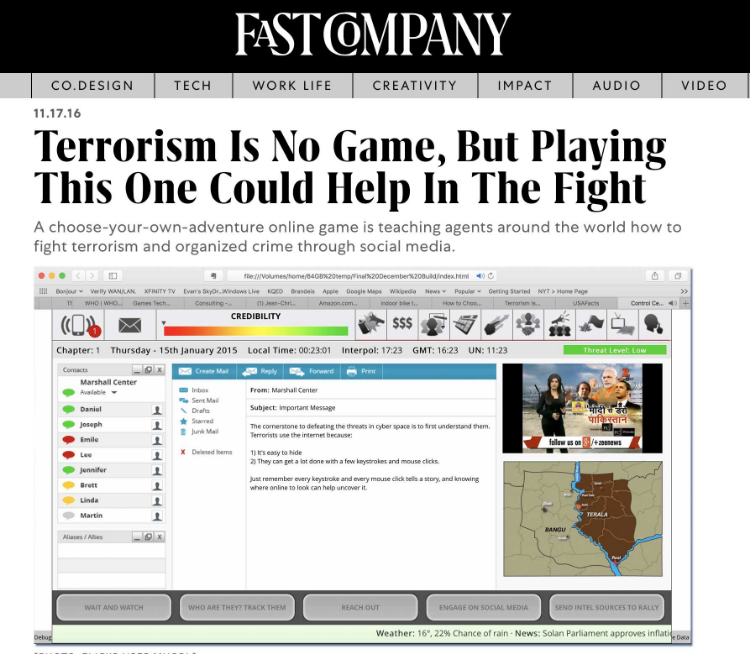 FAST COMPANY
CO.DESIGN TECH WORK LIFE CREATIVITY IMPACT AUDIO VIDEO
11.17.16
Terrorism Is No Game, But Playing
This One Could Help In The Fight
A choose-your-own-adventure online game is teaching agents around the world how to
fight terrorism and organized crime through social media.
file:///Volumes/home/64GB%20temp/Final%20December%20Build/index.html
Bonjour Verify WAN/LAN. XFINITY TV Evan's SkyDr...Windows Live KQED Brandeis Apple Google Maps Wikipedia News Popular Getting Started NYT > Home Page
WHO | WHO... Games Tech... Consulting -... (1) Jean-Chri... Amazon.com... indoor bike t... How to Choo... Terrorism is... USAFacts Control Ce...
1
CREDIBILITY
$$$
Chapter: 1 Thursday - 15th January 2015 Local Time: 00:23:01 Interpol: 17:23 GMT: 16:23 UN: 11:23 Threat Level: Low
Contacts
Marshall Center
Available
Daniel
Joseph
Emile
Lee
Jennifer
Brett
Linda
Martin
Aliases / Allies
Create Mail Reply Forward Print
Inbox
Sent Mail
Drafts
Starred
Junk Mail
X Deleted Items
From: Marshall Center
Subject: Important Message
The cornerstone to defeating the threats in cyber space is to first understand them.
Terrorists use the internet because:
1) It's easy to hide
2) They can get a lot done with a few keystrokes and mouse clicks.
Just remember every keystroke and every mouse click tells a story, and knowing
where online to look can help uncover it.
मोदी से डरा
पाकिस्तान
follow us on /+zeenews
TERALA
BANGU
WAIT AND WATCH WHO ARE THEY? TRACK THEM REACH OUT ENGAGE ON SOCIAL MEDIA SEND INTEL SOURCES TO RALLY
Debug Weather: 16°, 22% Chance of rain · News: Solan Parliament approves inflatio